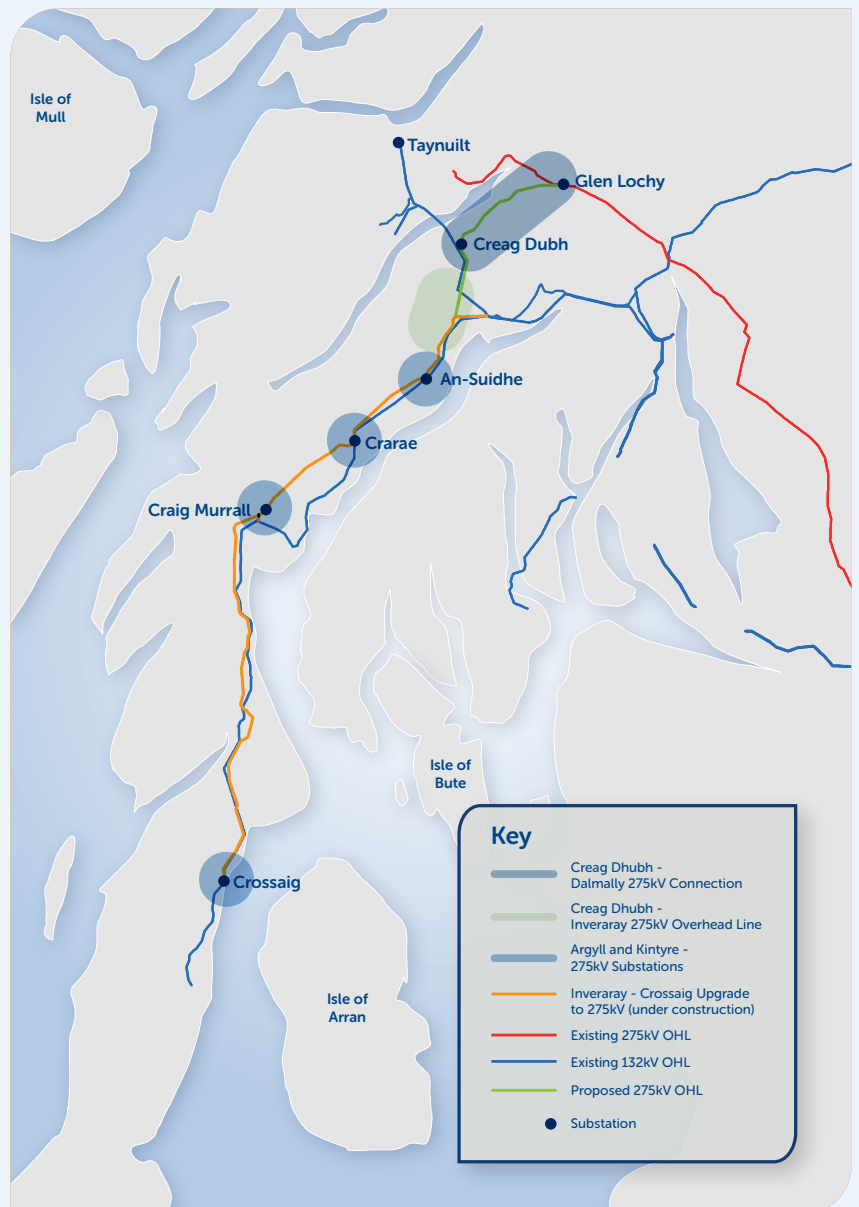 Isle of
Mull
Taynuilt
Glen Lochy
Creag Dubh
An-Suidhe
Crarae
Craig Murrall
Isle of
Bute
Crossaig
Isle of
Arran
Key
Creag Dhubh -
Dalmally 275kV Connection
Creag Dhubh -
Inveraray 275kV Overhead Line
Argyll and Kintyre -
275kV Substations
Inveraray - Crossaig Upgrade
to 275kV (under construction)
Existing 275kV OHL
Existing 132kV OHL
Proposed 275kV OHL
Substation